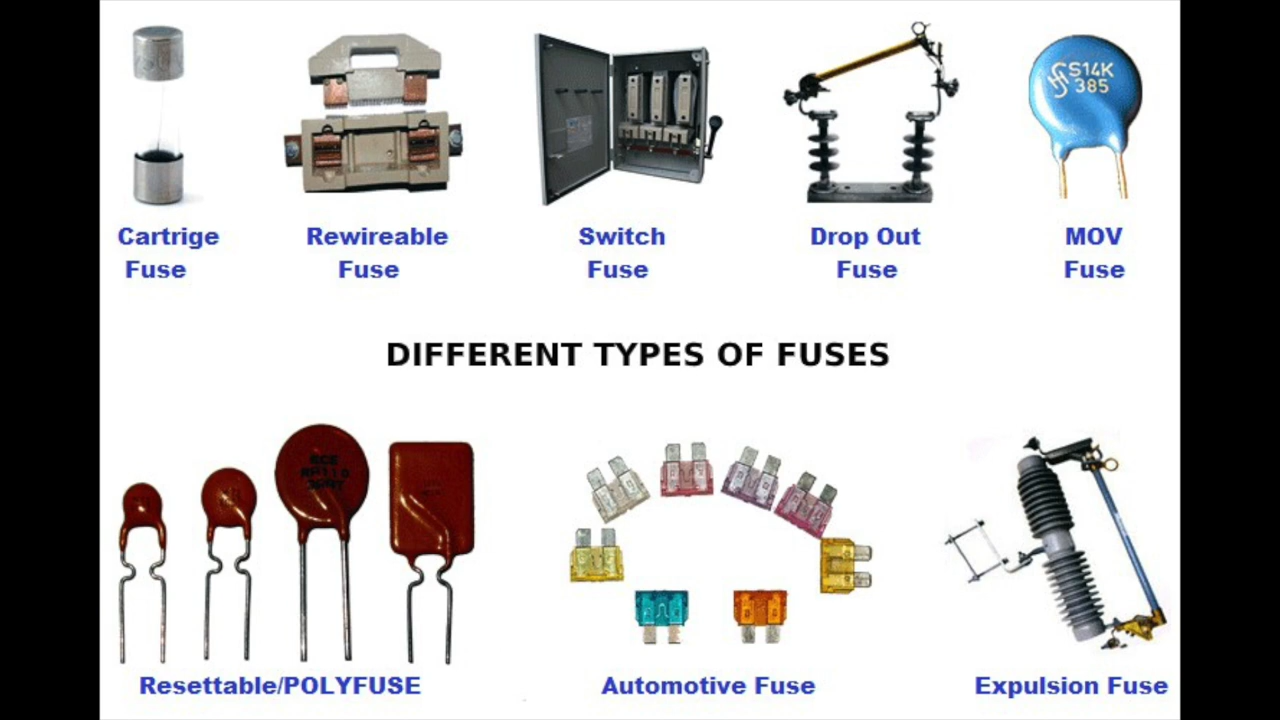 S14K
385
Cartrige
Fuse
Rewireable
Fuse
Switch
Fuse
Drop Out
Fuse
MOV
Fuse
DIFFERENT TYPES OF FUSES
Resettable/POLYFUSE
Automotive Fuse
Expulsion Fuse